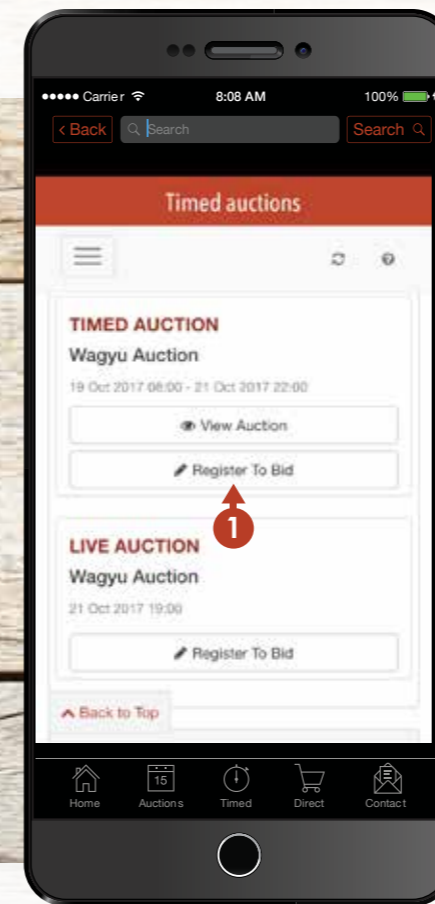 Carrier 8:08 AM 100%
< Back Search Search
Timed auctions
TIMED AUCTION
Wagyu Auction
19 Oct 2017 08:00 - 21 Oct 2017 22:00
View Auction
Register To Bid
1
LIVE AUCTION
Wagyu Auction
21 Oct 2017 19:00
Register To Bid
Back to Top
15
Home Auctions Timed Direct Contact